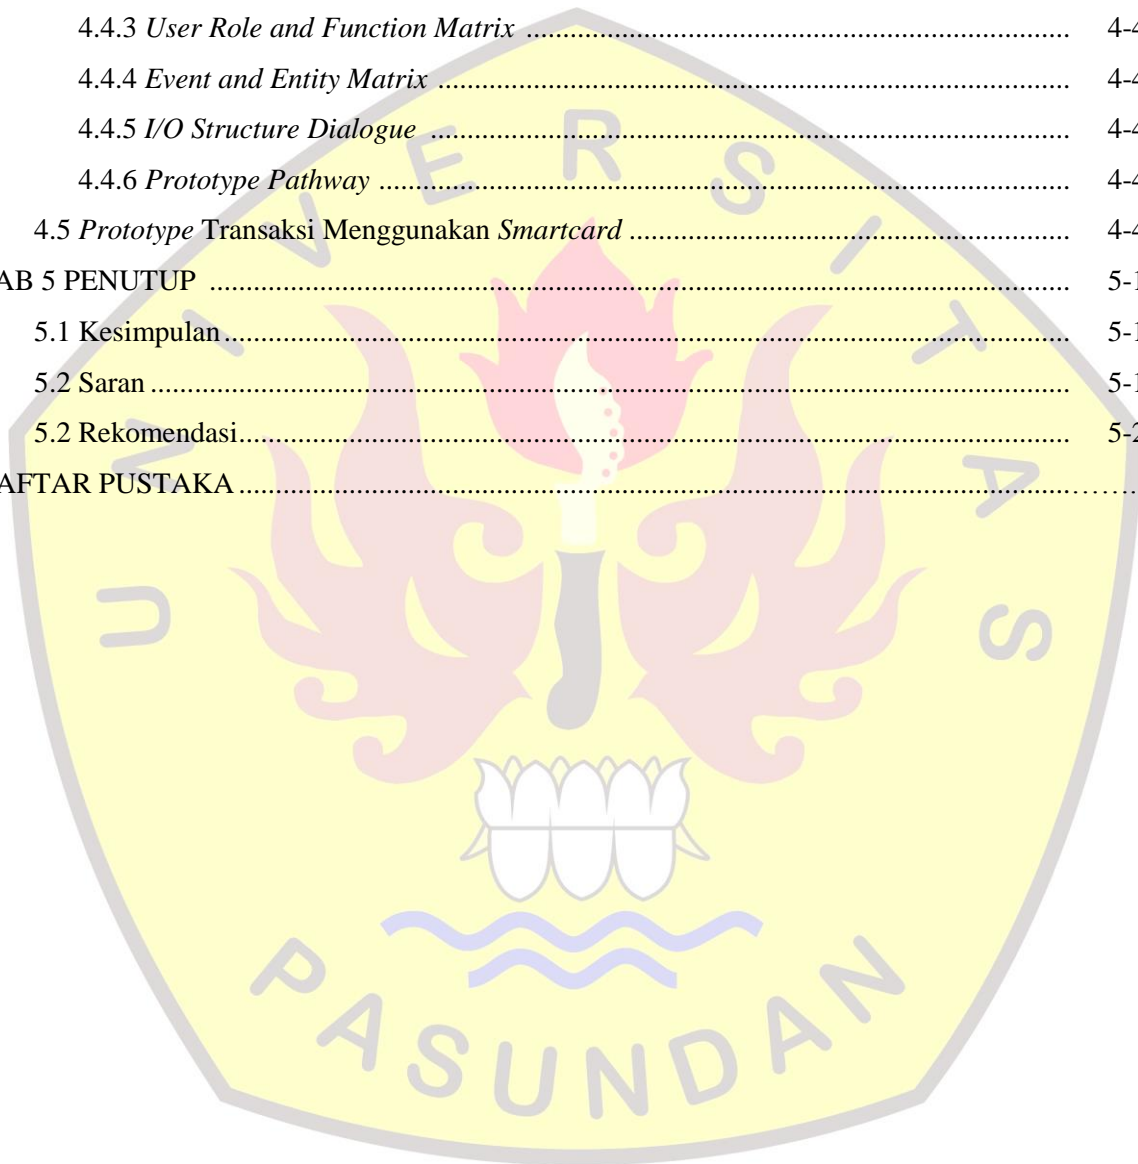 4.4.3 User Role and Function Matrix ........................................ 4-4
4.4.4 Event and Entity Matrix ........................................ 4-4
4.4.5 I/O Structure Dialogue ........................................ 4-4
4.4.6 Prototype Pathway ........................................ 4-4
4.5 Prototype Transaksi Menggunakan Smartcard ........................................ 4-4
AB 5 PENUTUP ........................................ 5-1
5.1 Kesimpulan ........................................ 5-1
5.2 Saran ........................................ 5-1
5.2 Rekomendasi ........................................ 5-2
AFTAR PUSTAKA ........................................
UNIVERSITAS
PASUNDAN